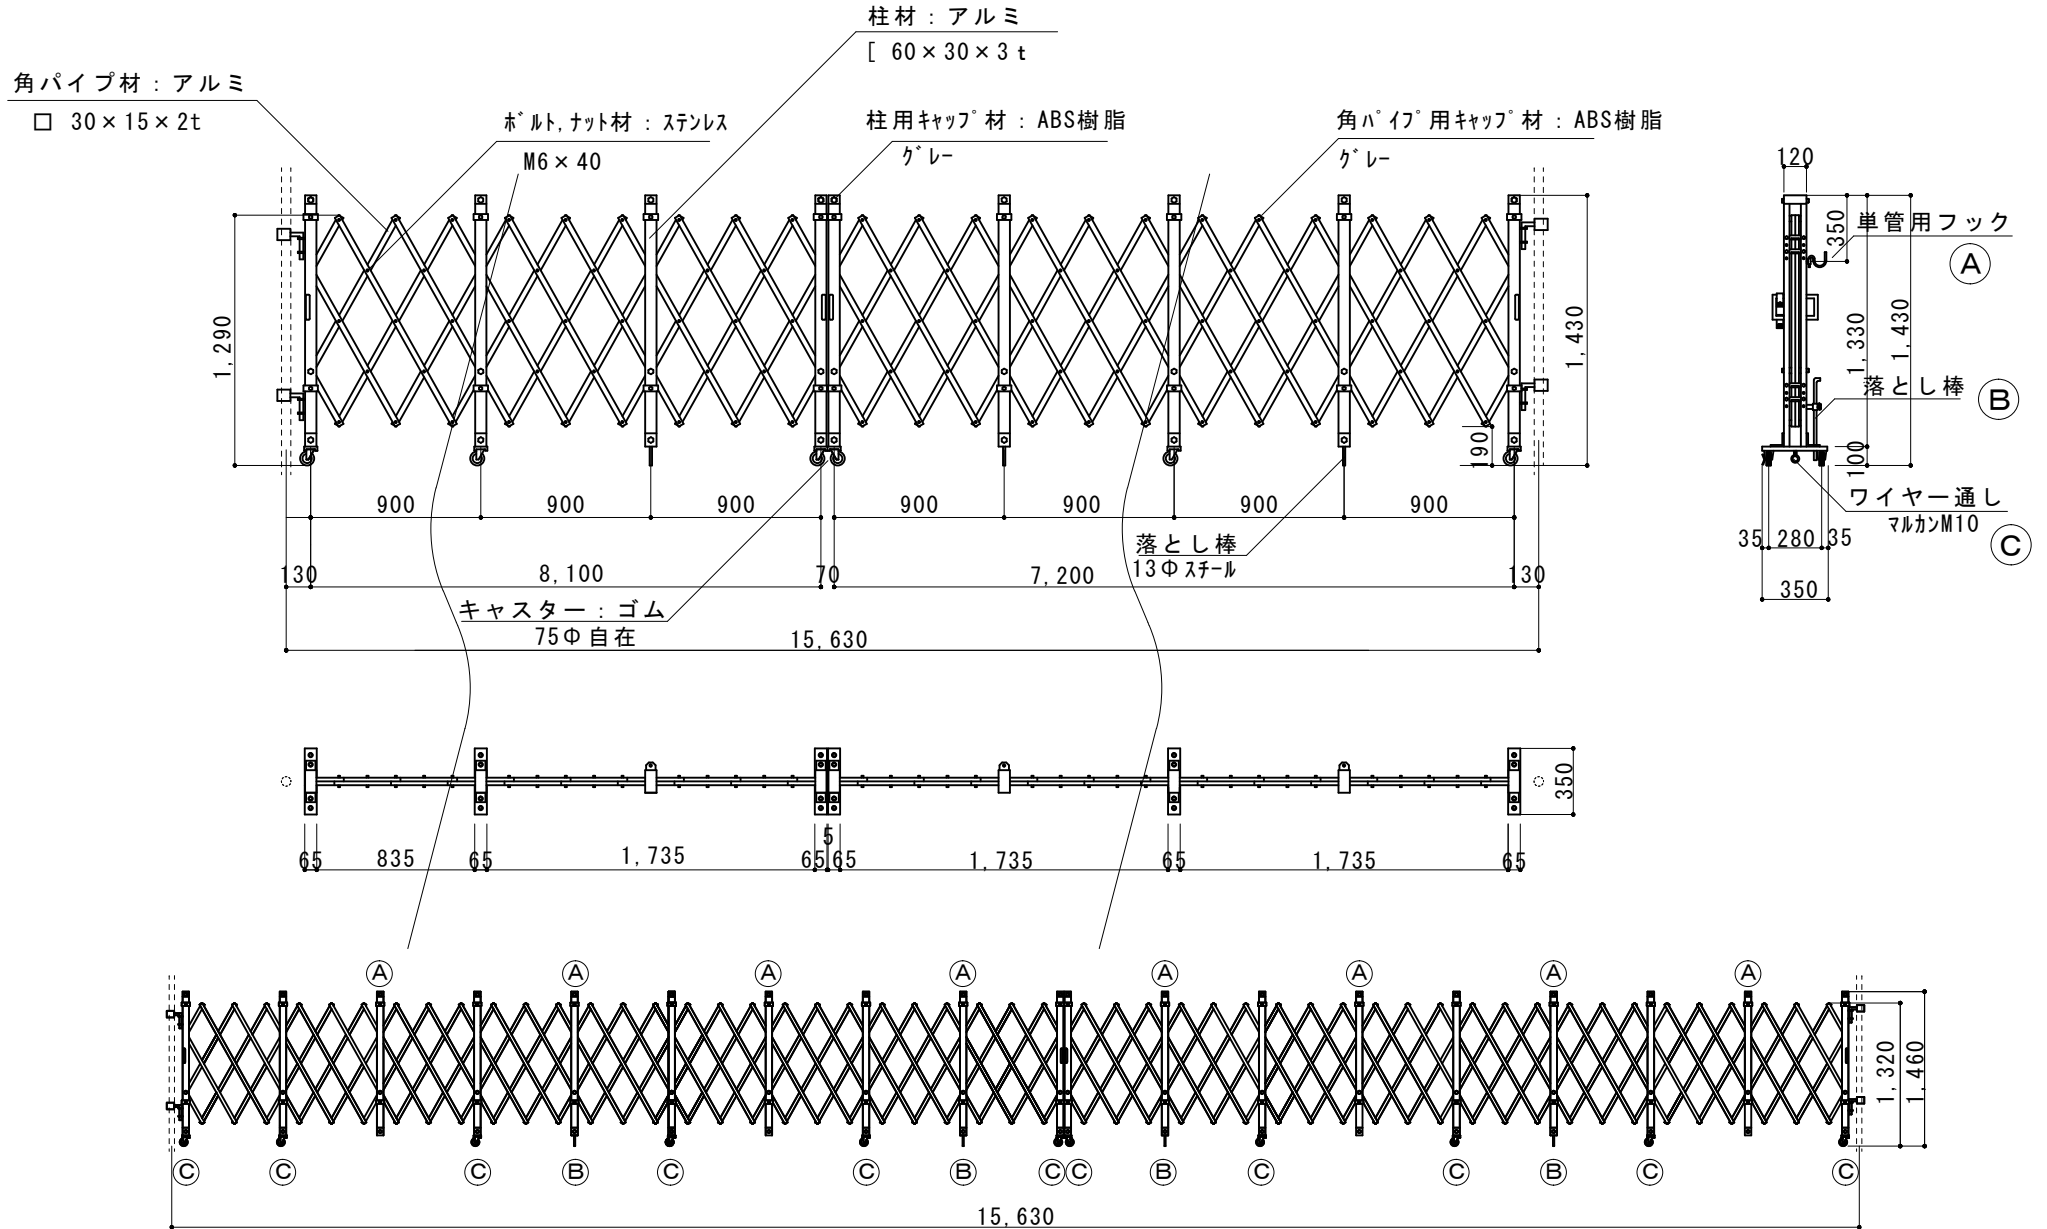 柱材：アルミ
[ 60×30×3t
角パイプ材：アルミ
□ 30×15×2t
ﾎﾞﾙﾄ,ﾅｯﾄ材：ｽﾃﾝﾚｽ
M6×40
柱用ｷｬｯﾌﾟ材：ABS樹脂
ｸﾞﾚｰ
角ﾊﾟｲﾌﾟ用ｷｬｯﾌﾟ材：ABS樹脂
ｸﾞﾚｰ
1,290
1,430
190
900 900 900 900 900 900 900
130 8,100 70 7,200 130
落とし棒
13Φｽﾁｰﾙ
キャスター：ゴム
75Φ自在
15,630
120
350
単管用フック
A
1,330
1,430
落とし棒 B
100
ワイヤー通し
ﾏﾙｶﾝM10
C
35 280 35
350
350
5
65 835 65 1,735 65 65 1,735 65 1,735 65
A A A A A A A A
1,320
1,460
C C C B C C B C C B C C B C C
15,630